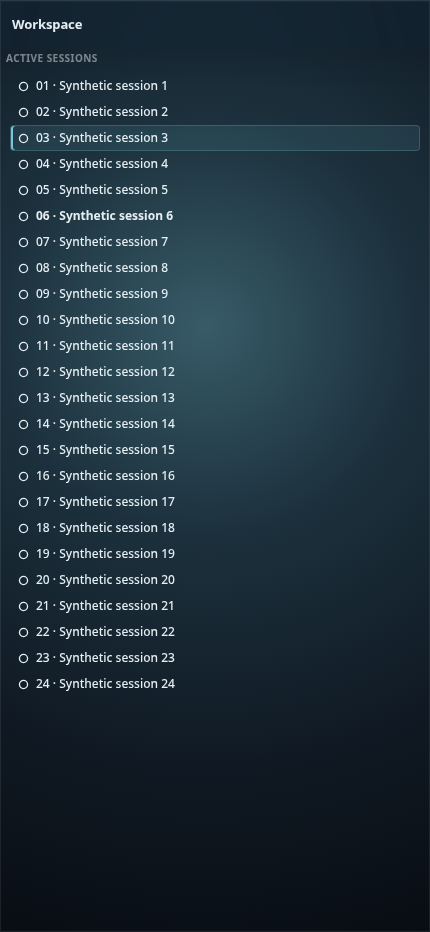 Workspace
ACTIVE SESSIONS
01 · Synthetic session 1
02 · Synthetic session 2
03 · Synthetic session 3
04 · Synthetic session 4
05 · Synthetic session 5
06 · Synthetic session 6
07 · Synthetic session 7
08 · Synthetic session 8
09 · Synthetic session 9
10 · Synthetic session 10
11 · Synthetic session 11
12 · Synthetic session 12
13 · Synthetic session 13
14 · Synthetic session 14
15 · Synthetic session 15
16 · Synthetic session 16
17 · Synthetic session 17
18 · Synthetic session 18
19 · Synthetic session 19
20 · Synthetic session 20
21 · Synthetic session 21
22 · Synthetic session 22
23 · Synthetic session 23
24 · Synthetic session 24